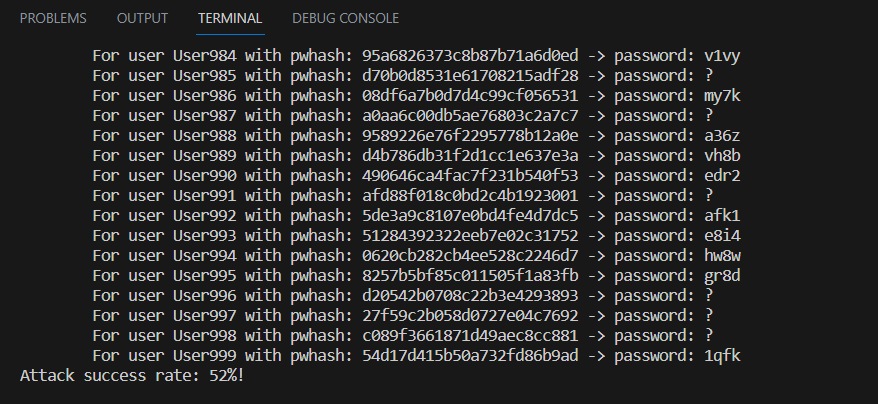 PROBLEMS OUTPUT TERMINAL DEBUG CONSOLE
For user User984 with pwhash: 95a6826373c8b87b71a6d0ed -> password: v1vy
For user User985 with pwhash: d70b0d8531e61708215adf28 -> password: ?
For user User986 with pwhash: 08df6a7b0d7d4c99cf056531 -> password: my7k
For user User987 with pwhash: a0aa6c00db5ae76803c2a7c7 -> password: ?
For user User988 with pwhash: 9589226e76f2295778b12a0e -> password: a36z
For user User989 with pwhash: d4b786db31f2d1cc1e637e3a -> password: vh8b
For user User990 with pwhash: 490646ca4fac7f231b540f53 -> password: edr2
For user User991 with pwhash: afd88f018c0bd2c4b1923001 -> password: ?
For user User992 with pwhash: 5de3a9c8107e0bd4fe4d7dc5 -> password: afk1
For user User993 with pwhash: 51284392322eeb7e02c31752 -> password: e8i4
For user User994 with pwhash: 0620cb282cb4ee528c2246d7 -> password: hw8w
For user User995 with pwhash: 8257b5bf85c011505f1a83fb -> password: gr8d
For user User996 with pwhash: d20542b0708c22b3e4293893 -> password: ?
For user User997 with pwhash: 27f59c2b058d0727e04c7692 -> password: ?
For user User998 with pwhash: c089f3661871d49aec8cc881 -> password: ?
For user User999 with pwhash: 54d17d415b50a732fd86b9ad -> password: 1qfk
Attack success rate: 52%!